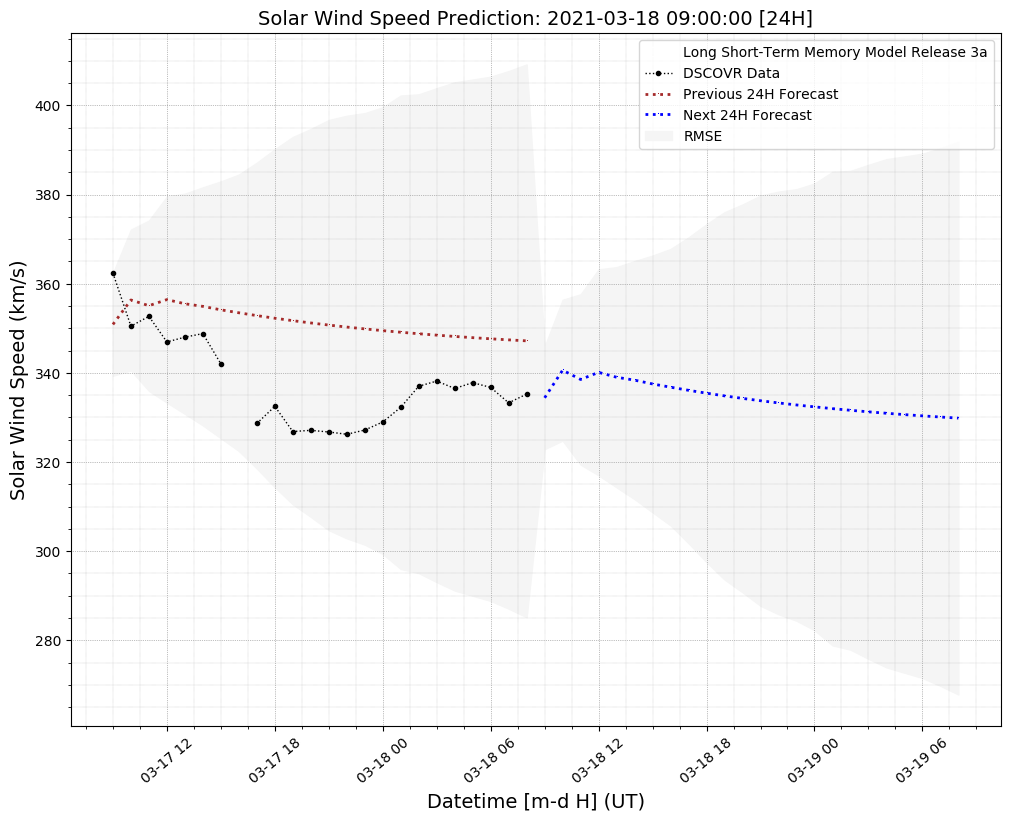 Solar Wind Speed Prediction: 2021-03-18 09:00:00 [24H]
Long Short-Term Memory Model Release 3a
DSCOVR Data
Previous 24H Forecast
Next 24H Forecast
RMSE
Solar Wind Speed (km/s)
400
380
360
340
320
300
280
03-17 12
03-17 18
03-18 00
03-18 06
03-18 12
03-18 18
03-19 00
03-19 06
Datetime [m-d H] (UT)